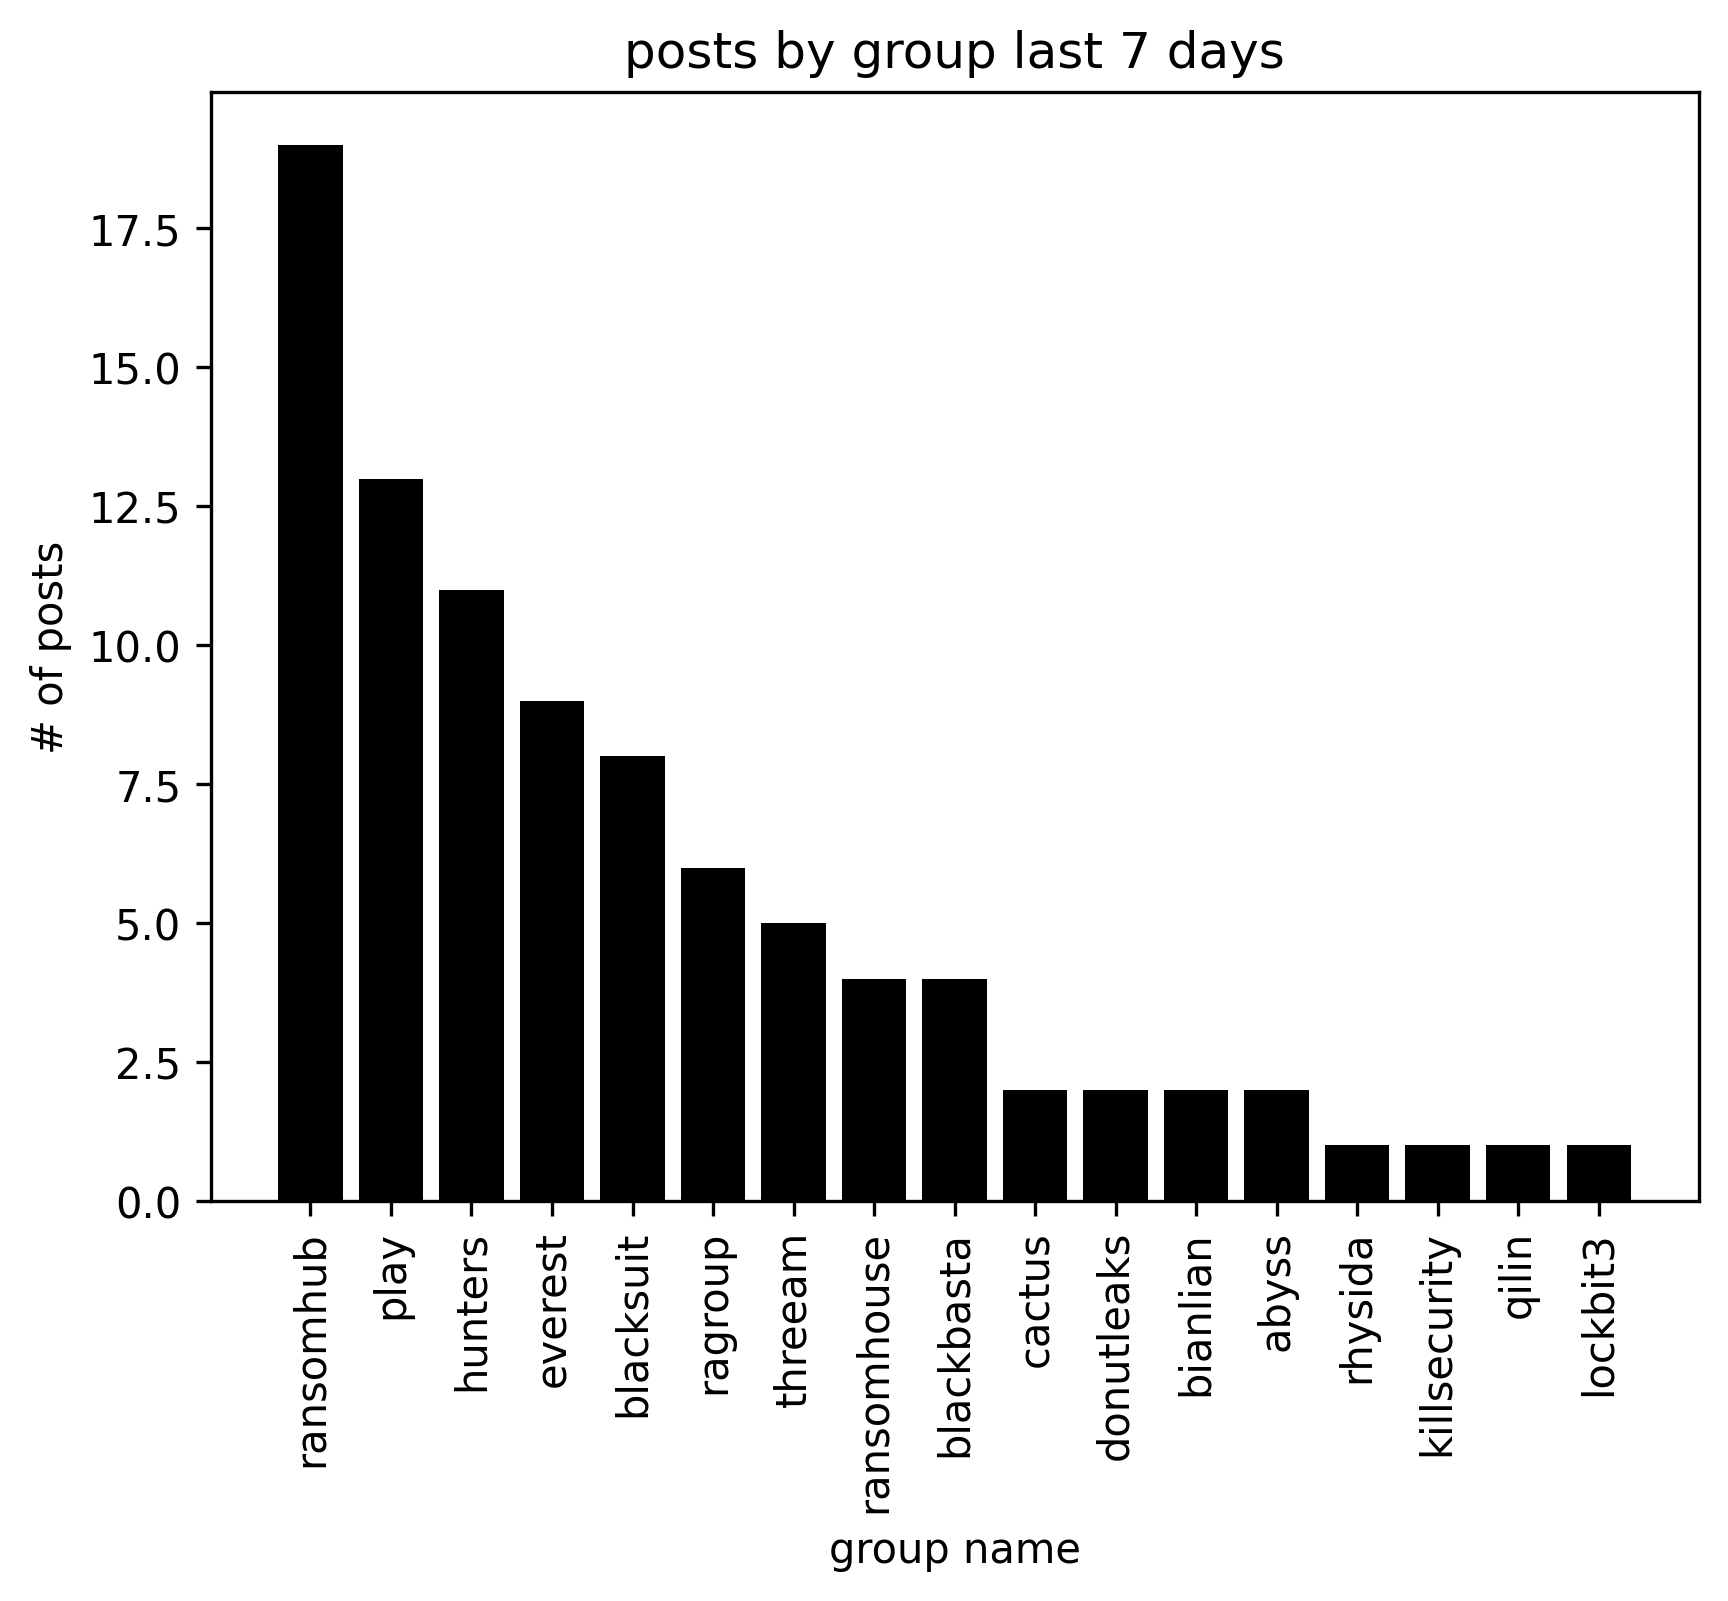 posts by group last 7 days
# of posts
17.5
15.0
12.5
10.0
7.5
5.0
2.5
0.0
ransomhub
play
hunters
everest
blacksuit
ragroup
threeam
ransomhouse
blackbasta
cactus
donutleaks
bianlian
abyss
rhysida
killsecurity
qilin
lockbit3
group name